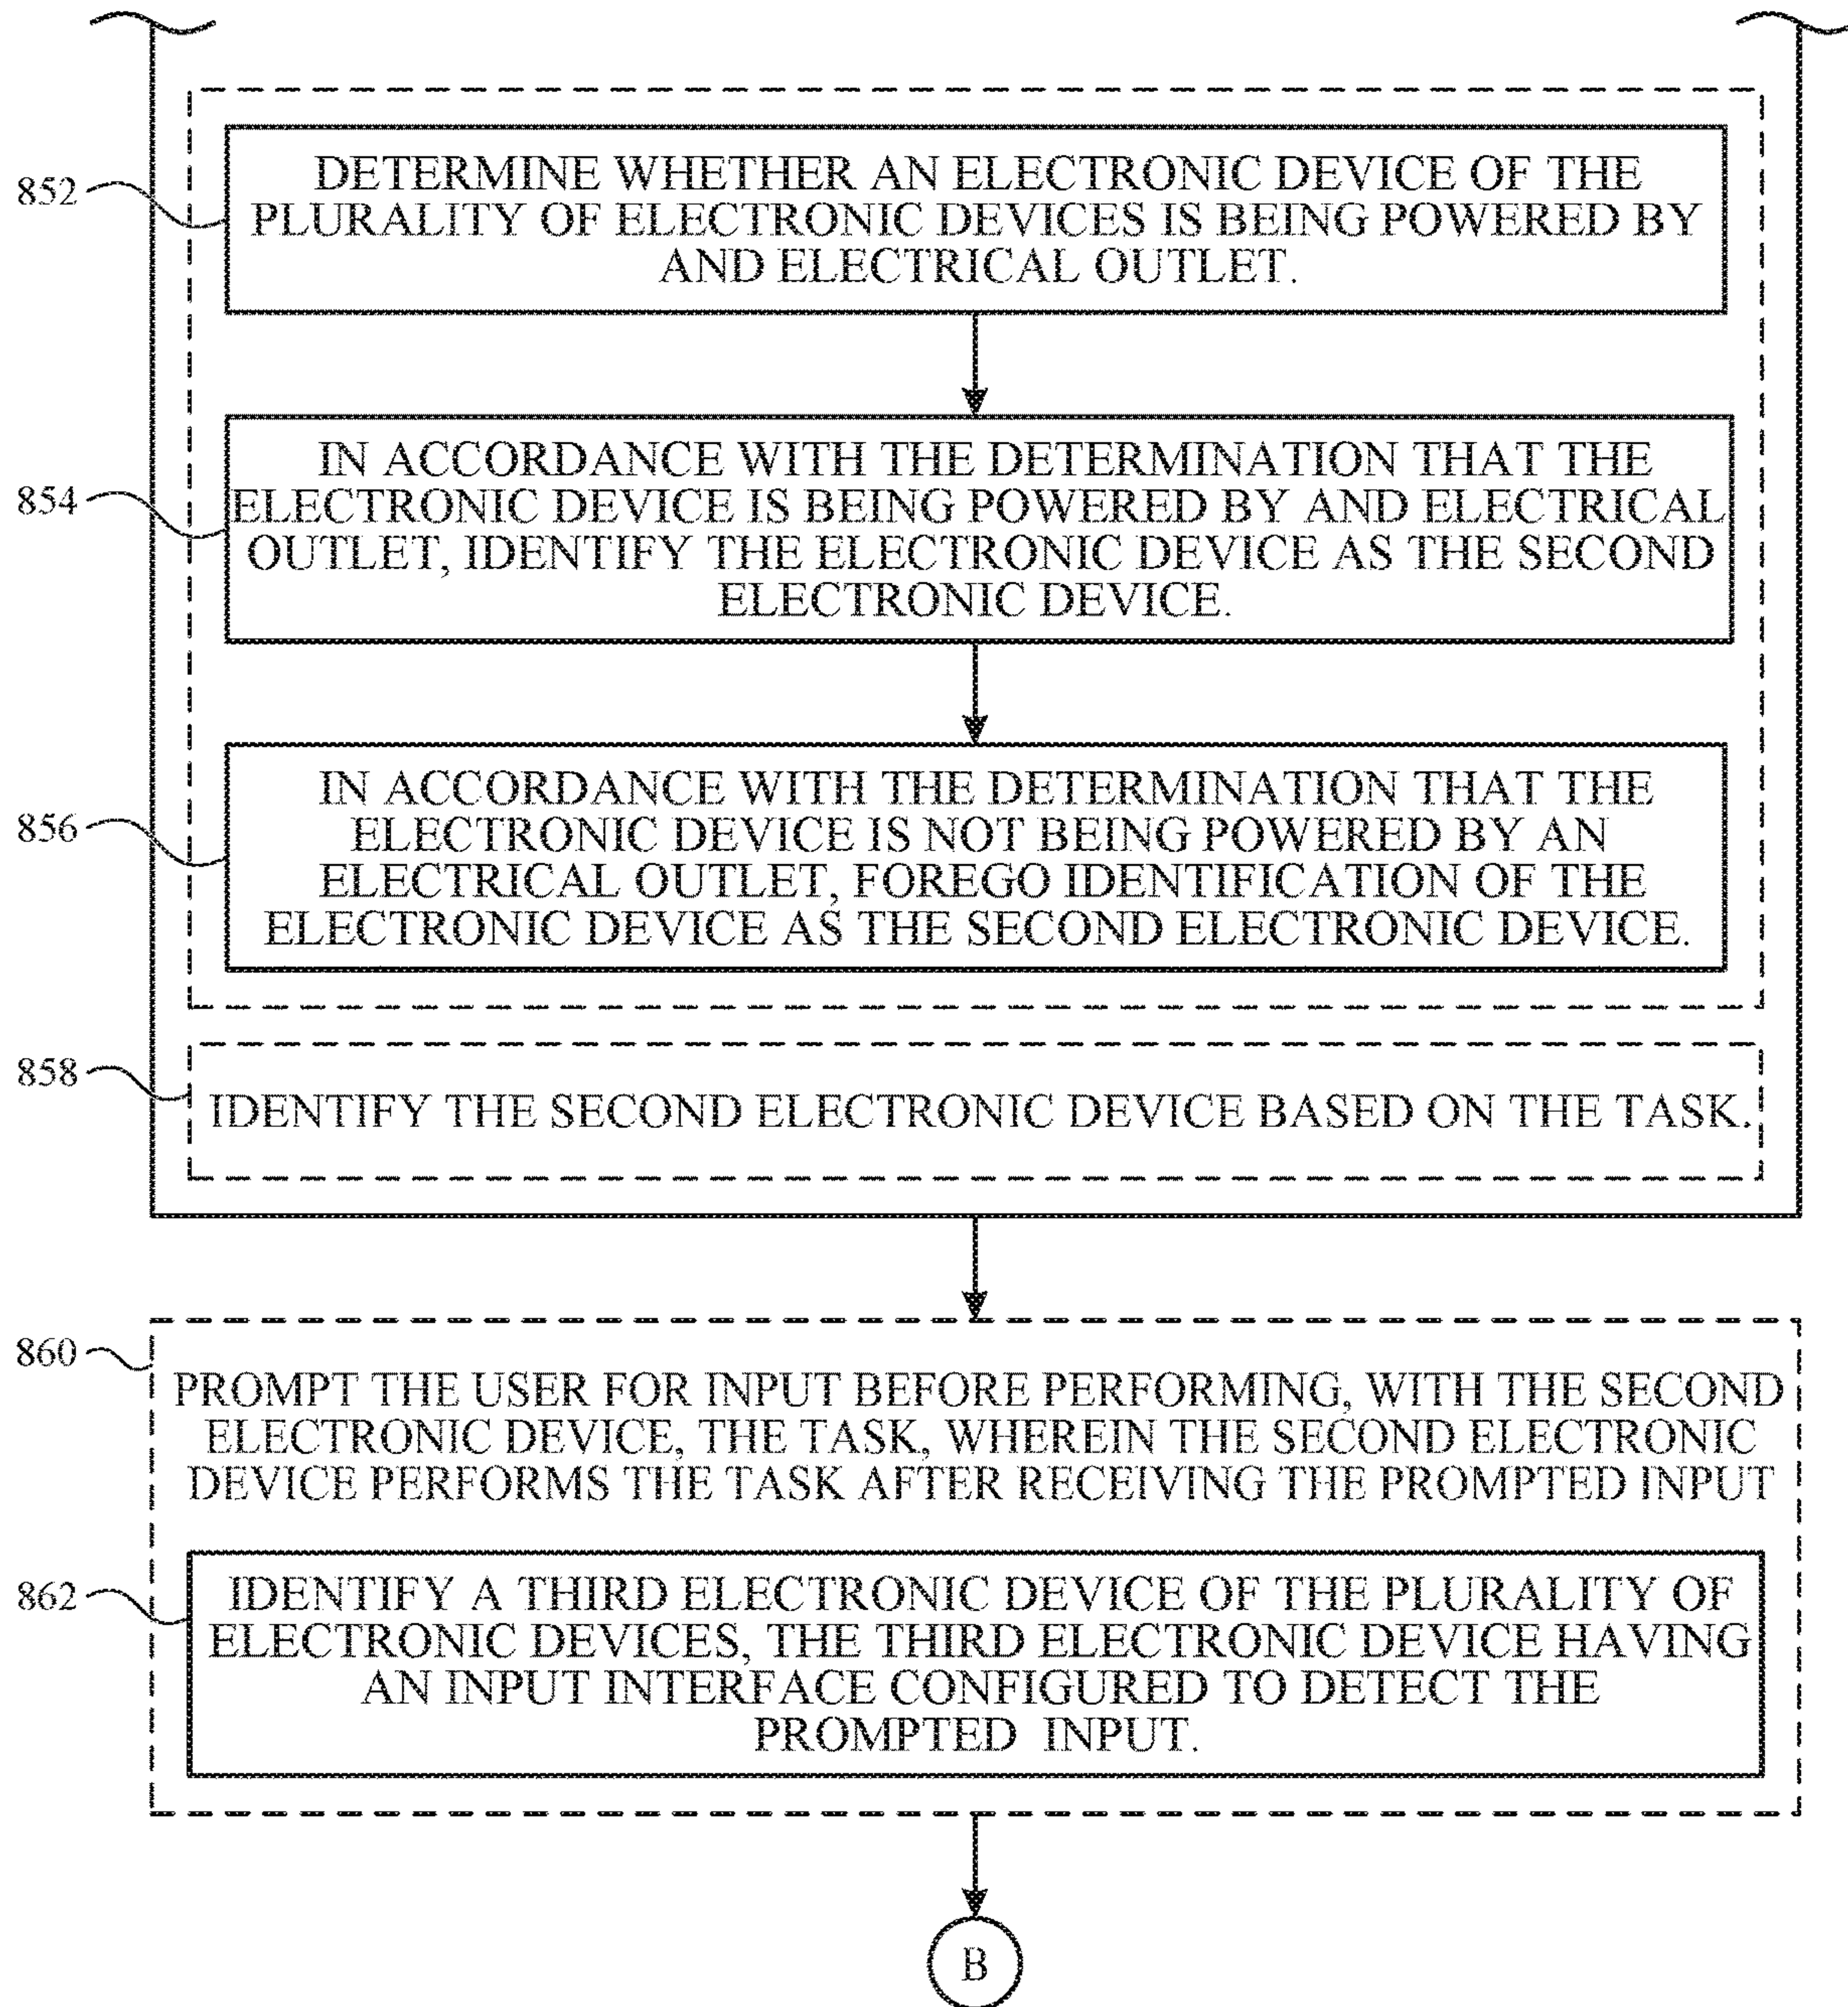 852
DETERMINE WHETHER AN ELECTRONIC DEVICE OF THE
PLURALITY OF ELECTRONIC DEVICES IS BEING POWERED BY
AND ELECTRICAL OUTLET.
854
IN ACCORDANCE WITH THE DETERMINATION THAT THE
ELECTRONIC DEVICE IS BEING POWERED BY AND ELECTRICAL
OUTLET, IDENTIFY THE ELECTRONIC DEVICE AS THE SECOND
ELECTRONIC DEVICE.
856
IN ACCORDANCE WITH THE DETERMINATION THAT THE
ELECTRONIC DEVICE IS NOT BEING POWERED BY AN
ELECTRICAL OUTLET, FOREGO IDENTIFICATION OF THE
ELECTRONIC DEVICE AS THE SECOND ELECTRONIC DEVICE.
858
IDENTIFY THE SECOND ELECTRONIC DEVICE BASED ON THE TASK.
860
PROMPT THE USER FOR INPUT BEFORE PERFORMING, WITH THE SECOND
ELECTRONIC DEVICE, THE TASK, WHEREIN THE SECOND ELECTRONIC
DEVICE PERFORMS THE TASK AFTER RECEIVING THE PROMPTED INPUT
862
IDENTIFY A THIRD ELECTRONIC DEVICE OF THE PLURALITY OF
ELECTRONIC DEVICES, THE THIRD ELECTRONIC DEVICE HAVING
AN INPUT INTERFACE CONFIGURED TO DETECT THE
PROMPTED INPUT.
B